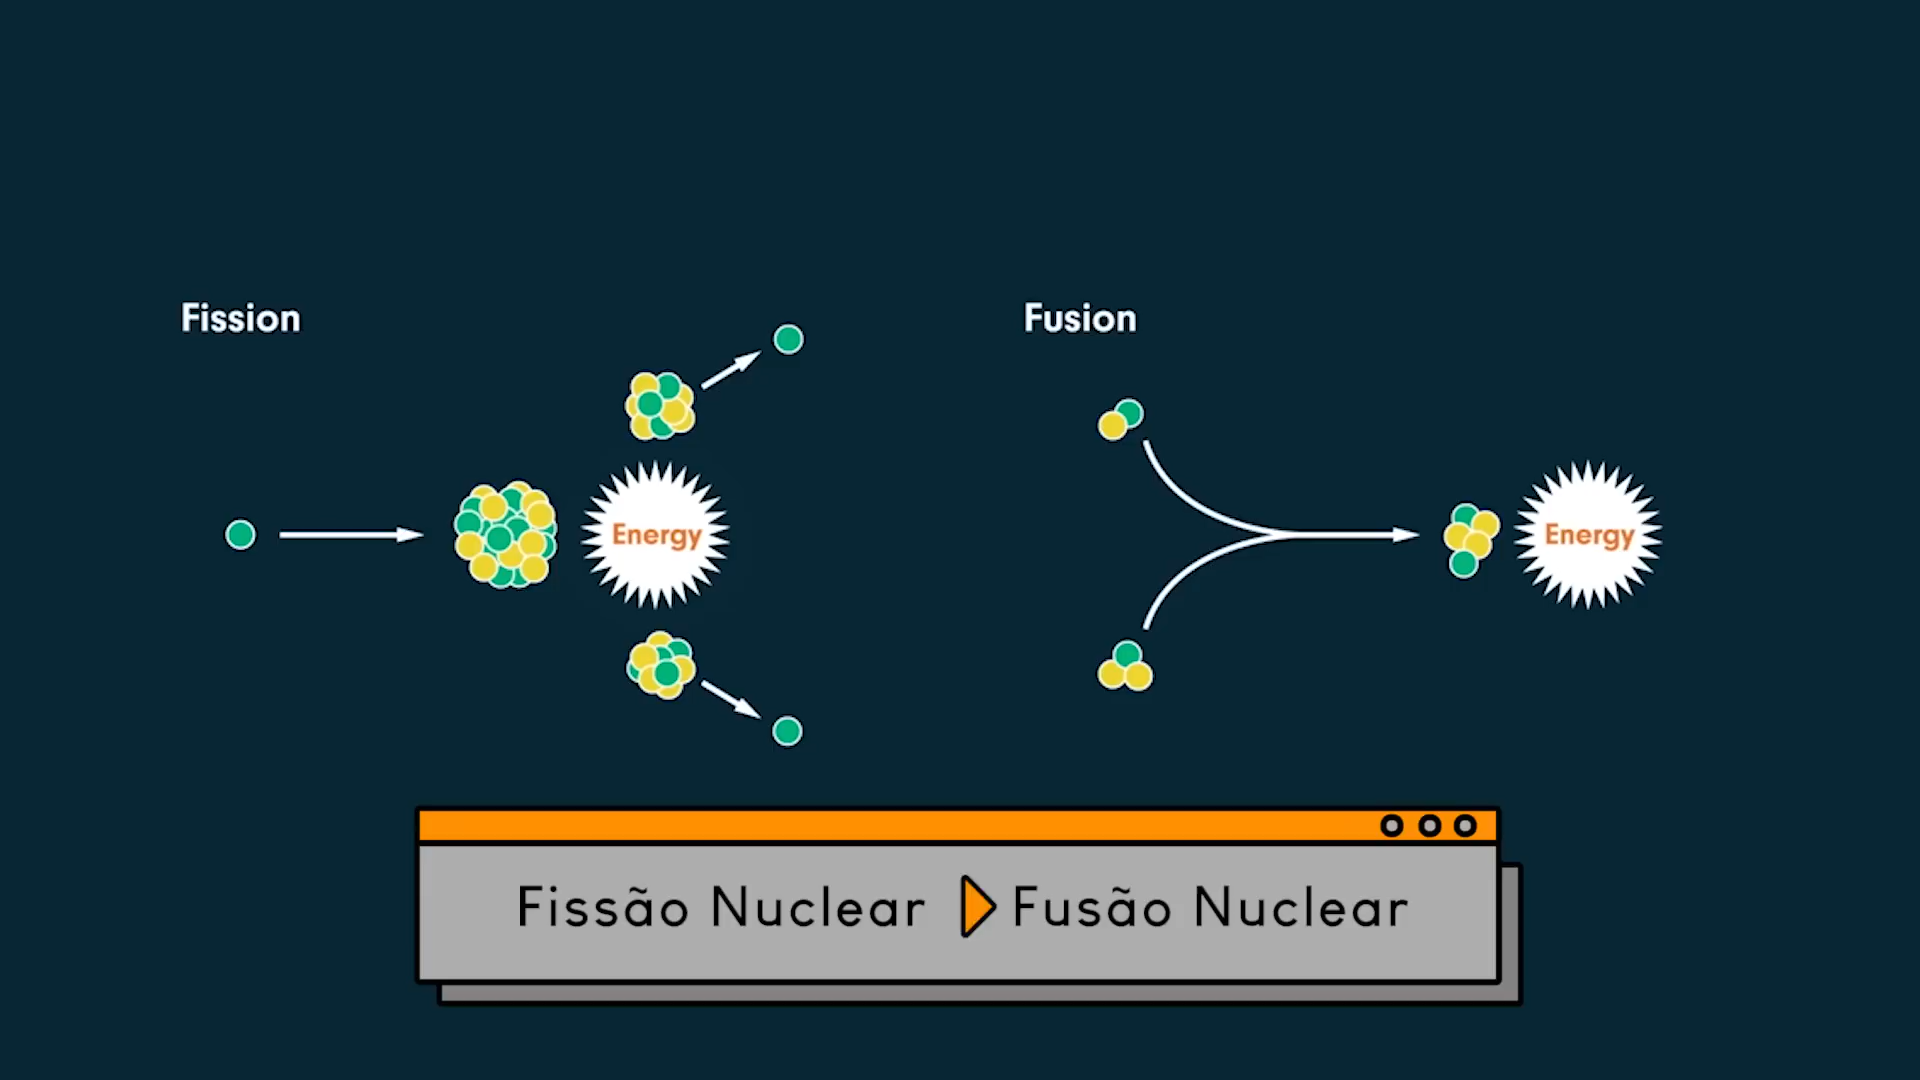 Fission
Fusion
Energy
Energy
Fissão Nuclear Fusão Nuclear